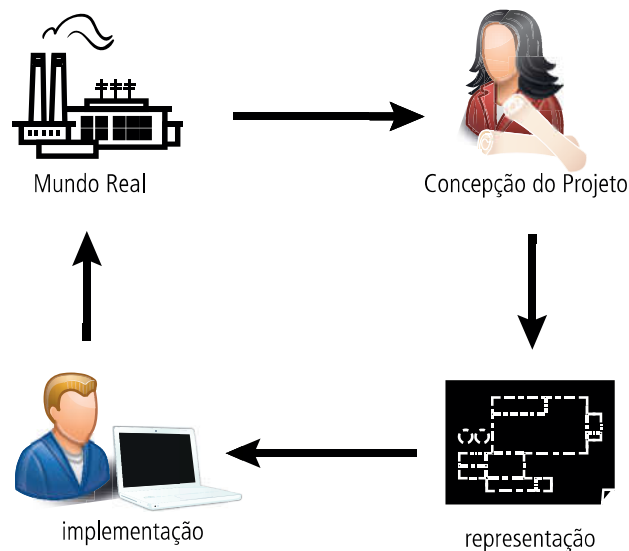 Mundo Real
Concepção do Projeto
implementação
representação